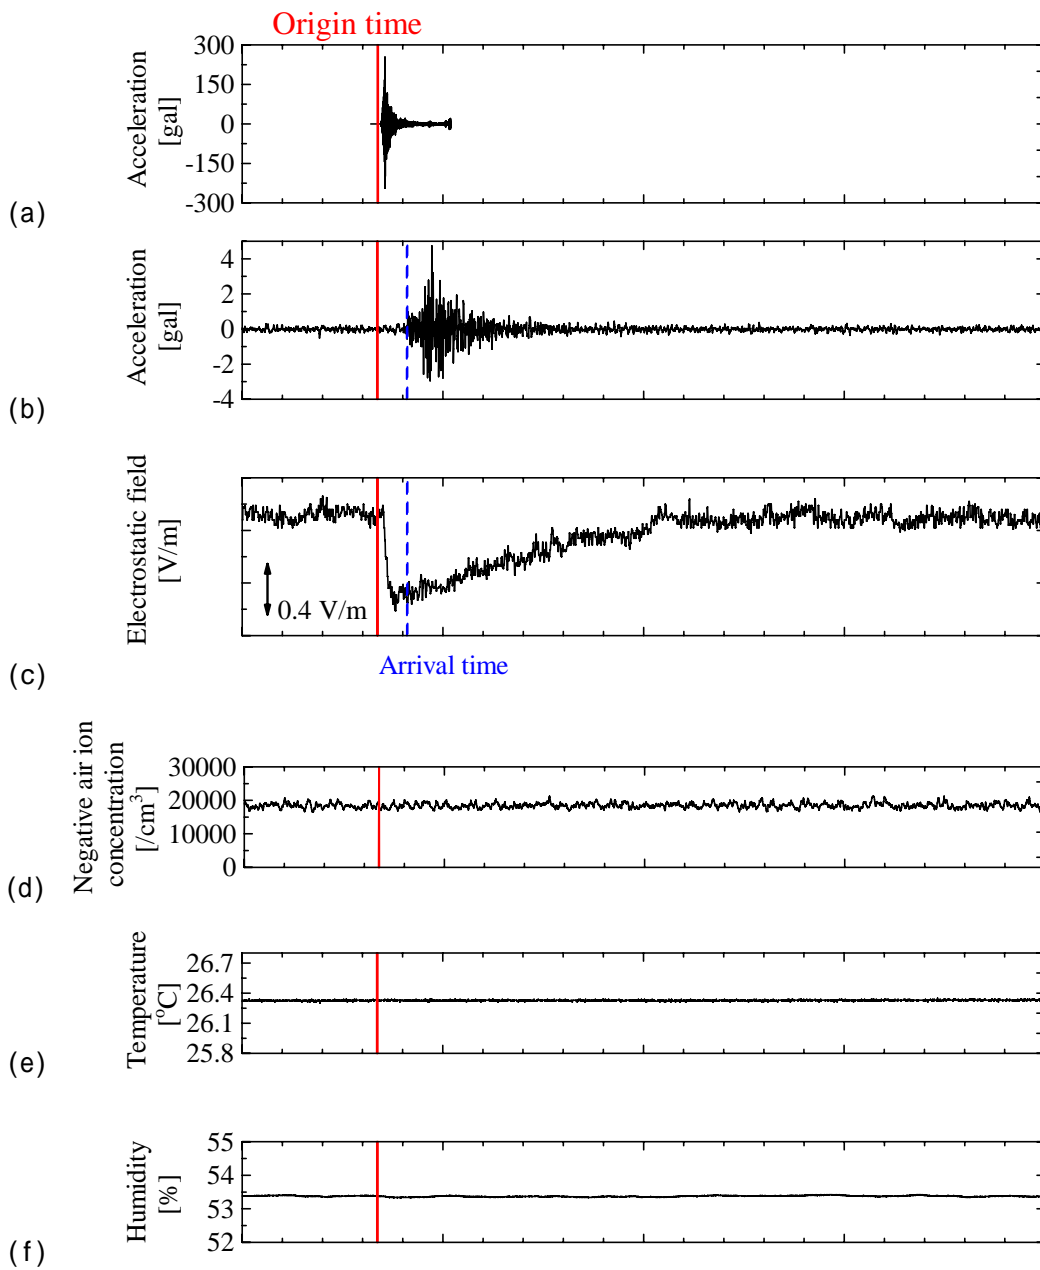 Origin time
Acceleration
[gal]
300
150
0
-150
-300
(a)
Acceleration
[gal]
4
2
0
-2
-4
(b)
Electrostatic field
[V/m]
0.4 V/m
Arrival time
(c)
Negative air ion
concentration
[/cm³]
30000
20000
10000
0
(d)
Temperature
[°C]
26.7
26.4
26.1
25.8
(e)
Humidity
[%]
55
54
53
52
(f)